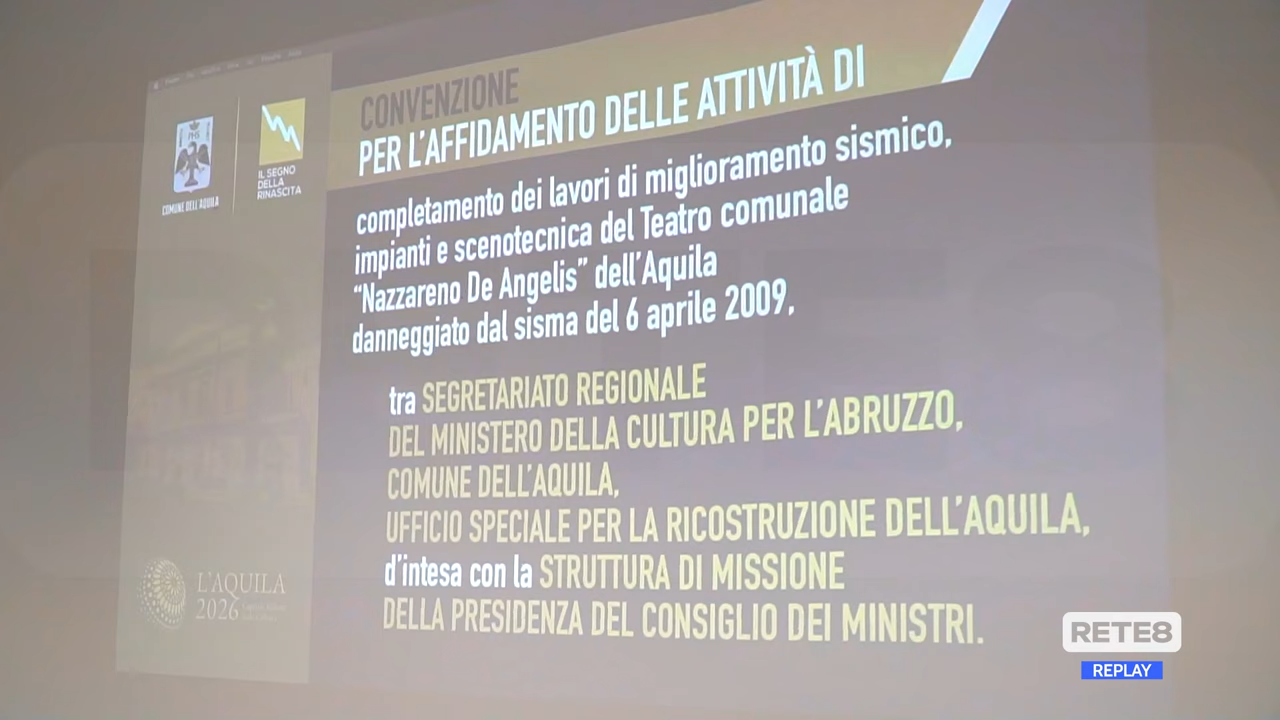 COMUNE DELL'AQUILA
IL SEGNO
DELLA
RINASCITA
CONVENZIONE
PER L'AFFIDAMENTO DELLE ATTIVITÀ DI
completamento dei lavori di miglioramento sismico,
impianti e scenotecnica del Teatro comunale
“Nazzareno De Angelis” dell'Aquila
danneggiato dal sisma del 6 aprile 2009,
tra SEGRETARIATO REGIONALE
DEL MINISTERO DELLA CULTURA PER L'ABRUZZO,
COMUNE DELL'AQUILA,
UFFICIO SPECIALE PER LA RICOSTRUZIONE DELL'AQUILA,
d'intesa con la STRUTTURA DI MISSIONE
DELLA PRESIDENZA DEL CONSIGLIO DEI MINISTRI.
L'AQUILA
2026
RETE8
REPLAY